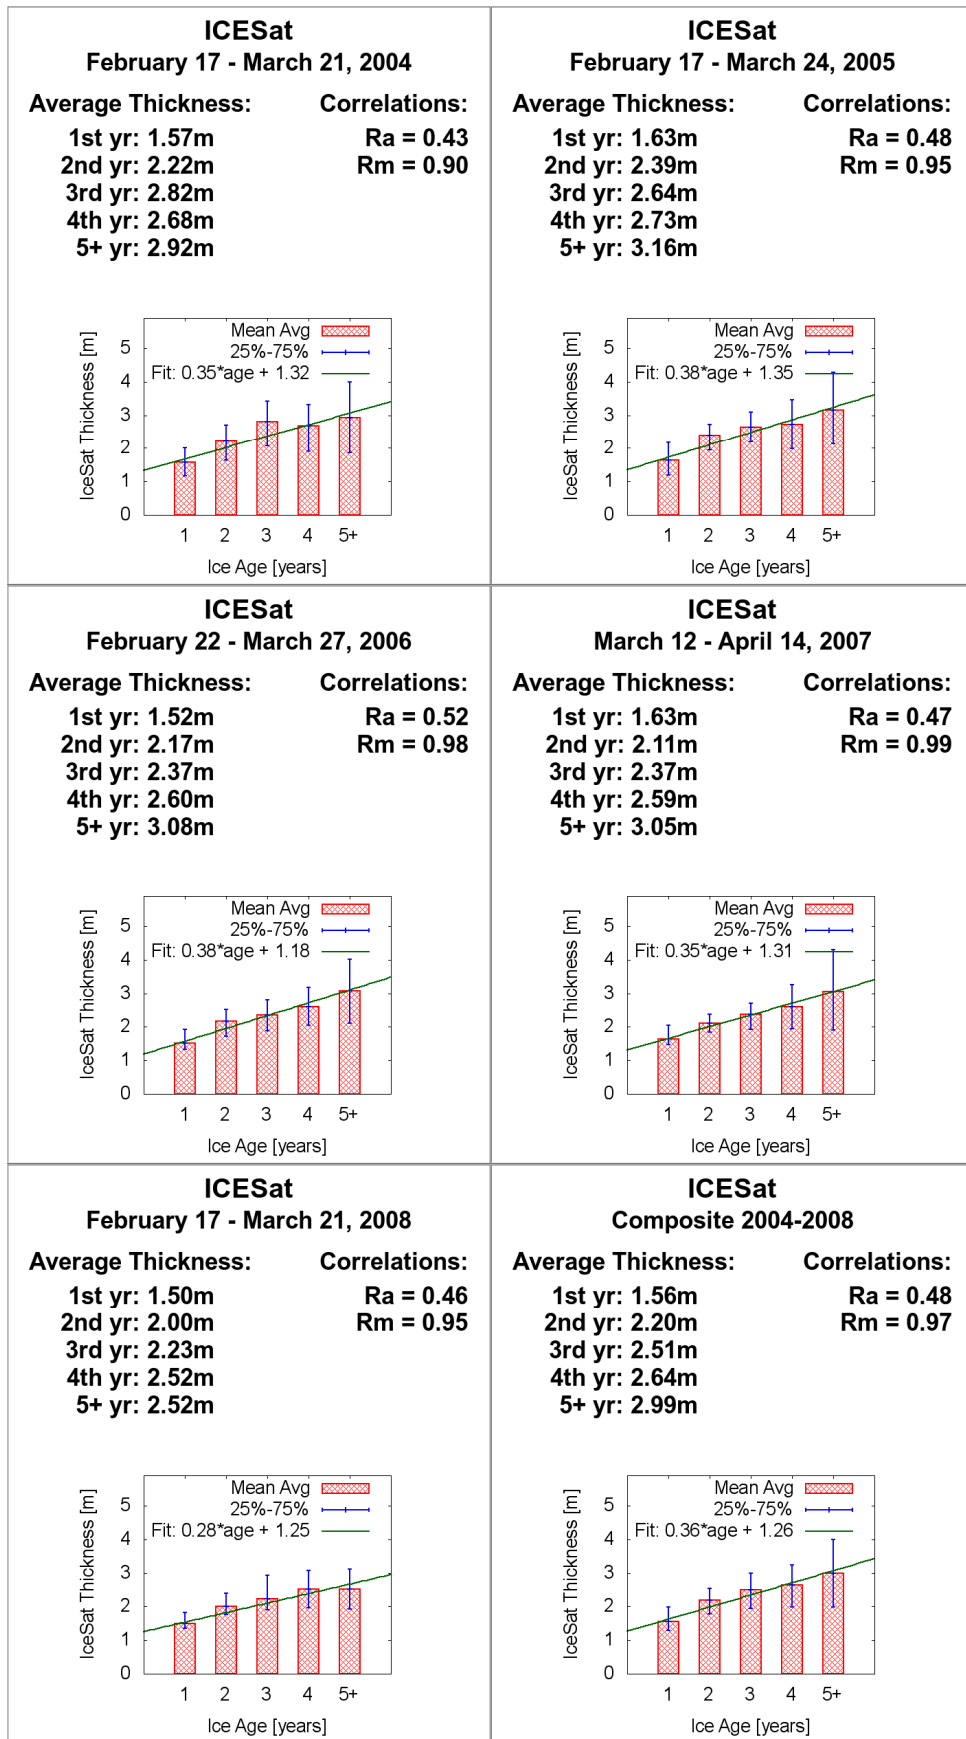 ICESat
February 17 - March 21, 2004
Average Thickness: Correlations:
1st yr: 1.57m Ra = 0.43
2nd yr: 2.22m Rm = 0.90
3rd yr: 2.82m
4th yr: 2.68m
5+ yr: 2.92m
IceSat Thickness [m]
Mean Avg
25%-75%
Fit: 0.35*age + 1.32
5
4
3
2
1
0
1 2 3 4 5+
Ice Age [years]
ICESat
February 17 - March 24, 2005
Average Thickness: Correlations:
1st yr: 1.63m Ra = 0.48
2nd yr: 2.39m Rm = 0.95
3rd yr: 2.64m
4th yr: 2.73m
5+ yr: 3.16m
IceSat Thickness [m]
Mean Avg
25%-75%
Fit: 0.38*age + 1.35
5
4
3
2
1
0
1 2 3 4 5+
Ice Age [years]
ICESat
February 22 - March 27, 2006
Average Thickness: Correlations:
1st yr: 1.52m Ra = 0.52
2nd yr: 2.17m Rm = 0.98
3rd yr: 2.37m
4th yr: 2.60m
5+ yr: 3.08m
IceSat Thickness [m]
Mean Avg
25%-75%
Fit: 0.38*age + 1.18
5
4
3
2
1
0
1 2 3 4 5+
Ice Age [years]
ICESat
March 12 - April 14, 2007
Average Thickness: Correlations:
1st yr: 1.63m Ra = 0.47
2nd yr: 2.11m Rm = 0.99
3rd yr: 2.37m
4th yr: 2.59m
5+ yr: 3.05m
IceSat Thickness [m]
Mean Avg
25%-75%
Fit: 0.35*age + 1.31
5
4
3
2
1
0
1 2 3 4 5+
Ice Age [years]
ICESat
February 17 - March 21, 2008
Average Thickness: Correlations:
1st yr: 1.50m Ra = 0.46
2nd yr: 2.00m Rm = 0.95
3rd yr: 2.23m
4th yr: 2.52m
5+ yr: 2.52m
IceSat Thickness [m]
Mean Avg
25%-75%
Fit: 0.28*age + 1.25
5
4
3
2
1
0
1 2 3 4 5+
Ice Age [years]
ICESat
Composite 2004-2008
Average Thickness: Correlations:
1st yr: 1.56m Ra = 0.48
2nd yr: 2.20m Rm = 0.97
3rd yr: 2.51m
4th yr: 2.64m
5+ yr: 2.99m
IceSat Thickness [m]
Mean Avg
25%-75%
Fit: 0.36*age + 1.26
5
4
3
2
1
0
1 2 3 4 5+
Ice Age [years]